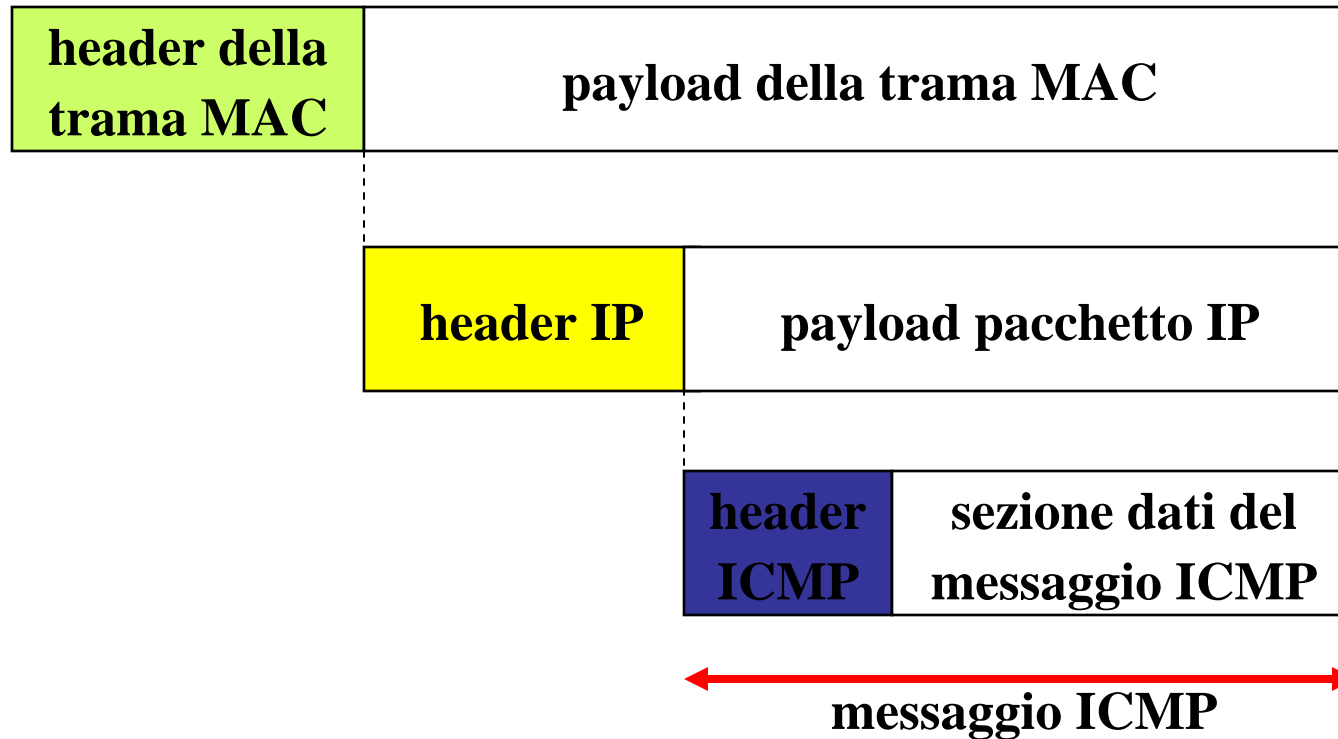 header della
trama MAC
payload della trama MAC
header IP
payload pacchetto IP
header
ICMP
sezione dati del
messaggio ICMP
messaggio ICMP